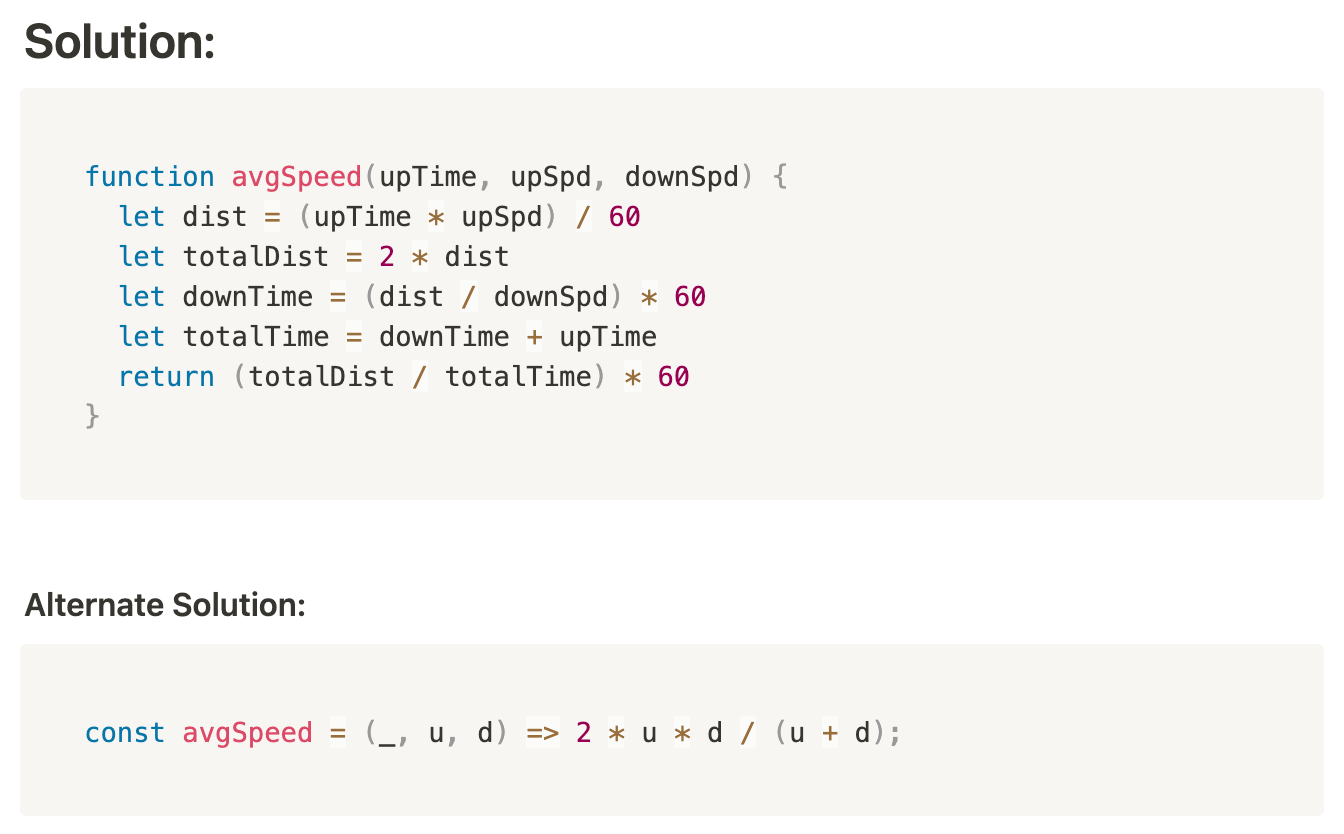 Solution:
function avgSpeed(upTime, upSpd, downSpd) {
  let dist = (upTime * upSpd) / 60
  let totalDist = 2 * dist
  let downTime = (dist / downSpd) * 60
  let totalTime = downTime + upTime
  return (totalDist / totalTime) * 60
}
Alternate Solution:
const avgSpeed = (_, u, d) => 2 * u * d / (u + d);